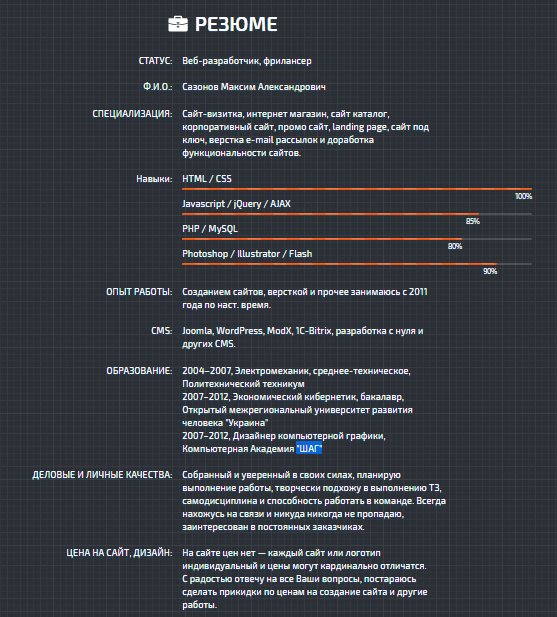 РЕЗЮМЕ
СТАТУС: Веб-разработчик, фрилансер
Ф.И.О.: Сазонов Максим Александрович
СПЕЦИАЛИЗАЦИЯ: Сайт-визитка, интернет магазин, сайт каталог,
корпоративный сайт, промо сайт, landing page, сайт под
ключ, верстка e-mail рассылок и доработка
функциональности сайтов.
Навыки: HTML / CSS
100%
Javascript / jQuery / AJAX
85%
PHP / MySQL
80%
Photoshop / Illustrator / Flash
90%
ОПЫТ РАБОТЫ: Созданием сайтов, версткой и прочее занимаюсь с 2011
года по наст. время.
CMS: Joomla, WordPress, ModX, 1C-Bitrix, разработка с нуля и
других CMS.
ОБРАЗОВАНИЕ: 2004–2007, Электромеханик, среднее-техническое,
Политехнический техникум
2007–2012, Экономический кибернетик, бакалавр,
Открытый межрегиональный университет развития
человека "Украина"
2007–2012, Дизайнер компьютерной графики,
Компьютерная Академия "ШАГ"
ДЕЛОВЫЕ И ЛИЧНЫЕ КАЧЕСТВА: Собранный и уверенный в своих силах, планирую
выполнение работы, творчески подхожу в выполнению ТЗ,
самодисциплина и способность работать в команде. Всегда
нахожусь на связи и никуда никогда не пропадаю,
заинтересован в постоянных заказчиках.
ЦЕНА НА САЙТ, ДИЗАЙН: На сайте цен нет — каждый сайт или логотип
индивидуальный и цены могут кардинально отличатся.
С радостью отвечу на все Ваши вопросы, постараюсь
сделать прикидки по ценам на создание сайта и другие
работы.